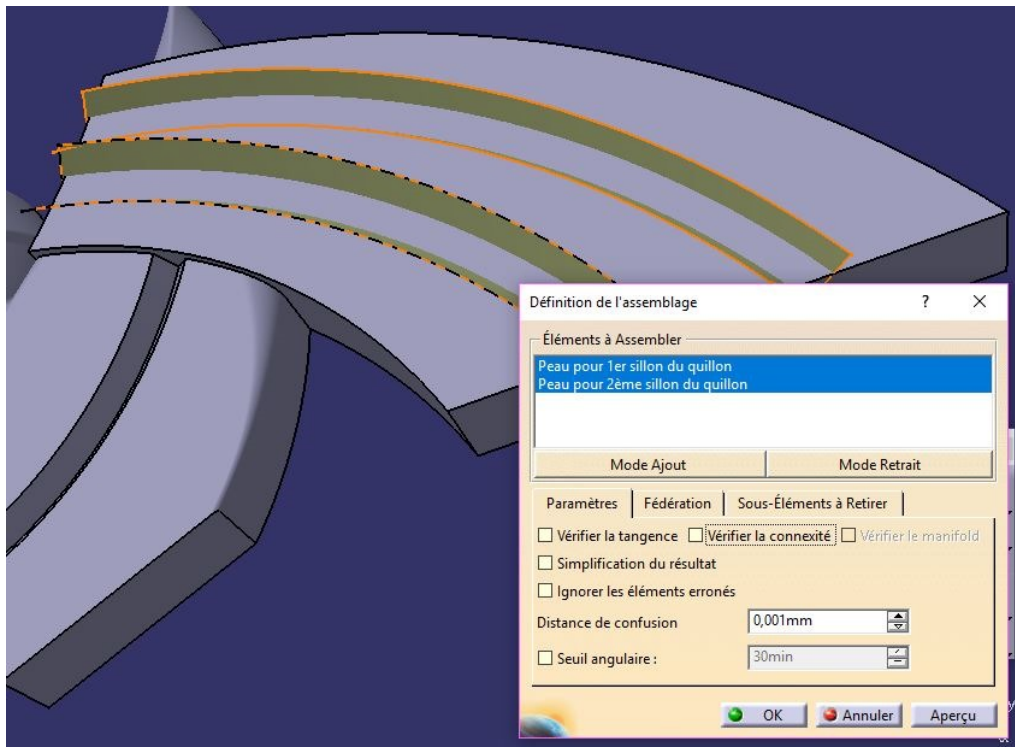 Définition de l'assemblage ? ×
Éléments à Assembler
Peau pour 1er sillon du quillon
Peau pour 2ème sillon du quillon
Mode Ajout Mode Retrait
Paramètres Fédération Sous-Éléments à Retirer
Vérifier la tangence Vérifier la connexité Vérifier le manifold
Simplification du résultat
Ignorer les éléments erronés
Distance de confusion 0,001mm
Seuil angulaire : 30min
OK Annuler Aperçu
y